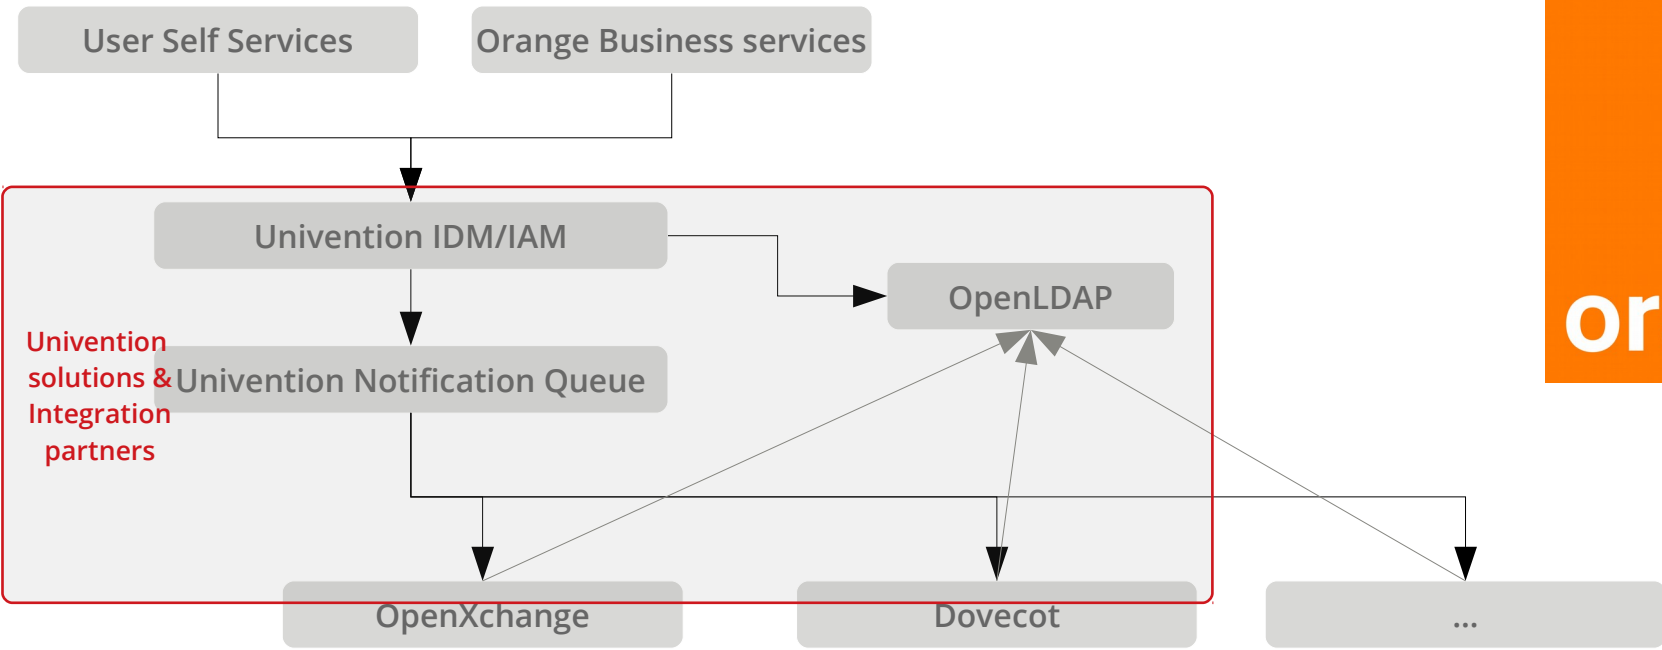 User Self Services
Orange Business services
Univention IDM/IAM
OpenLDAP
Univention
solutions &
Integration
partners
Univention Notification Queue
OpenXchange
Dovecot
...
or